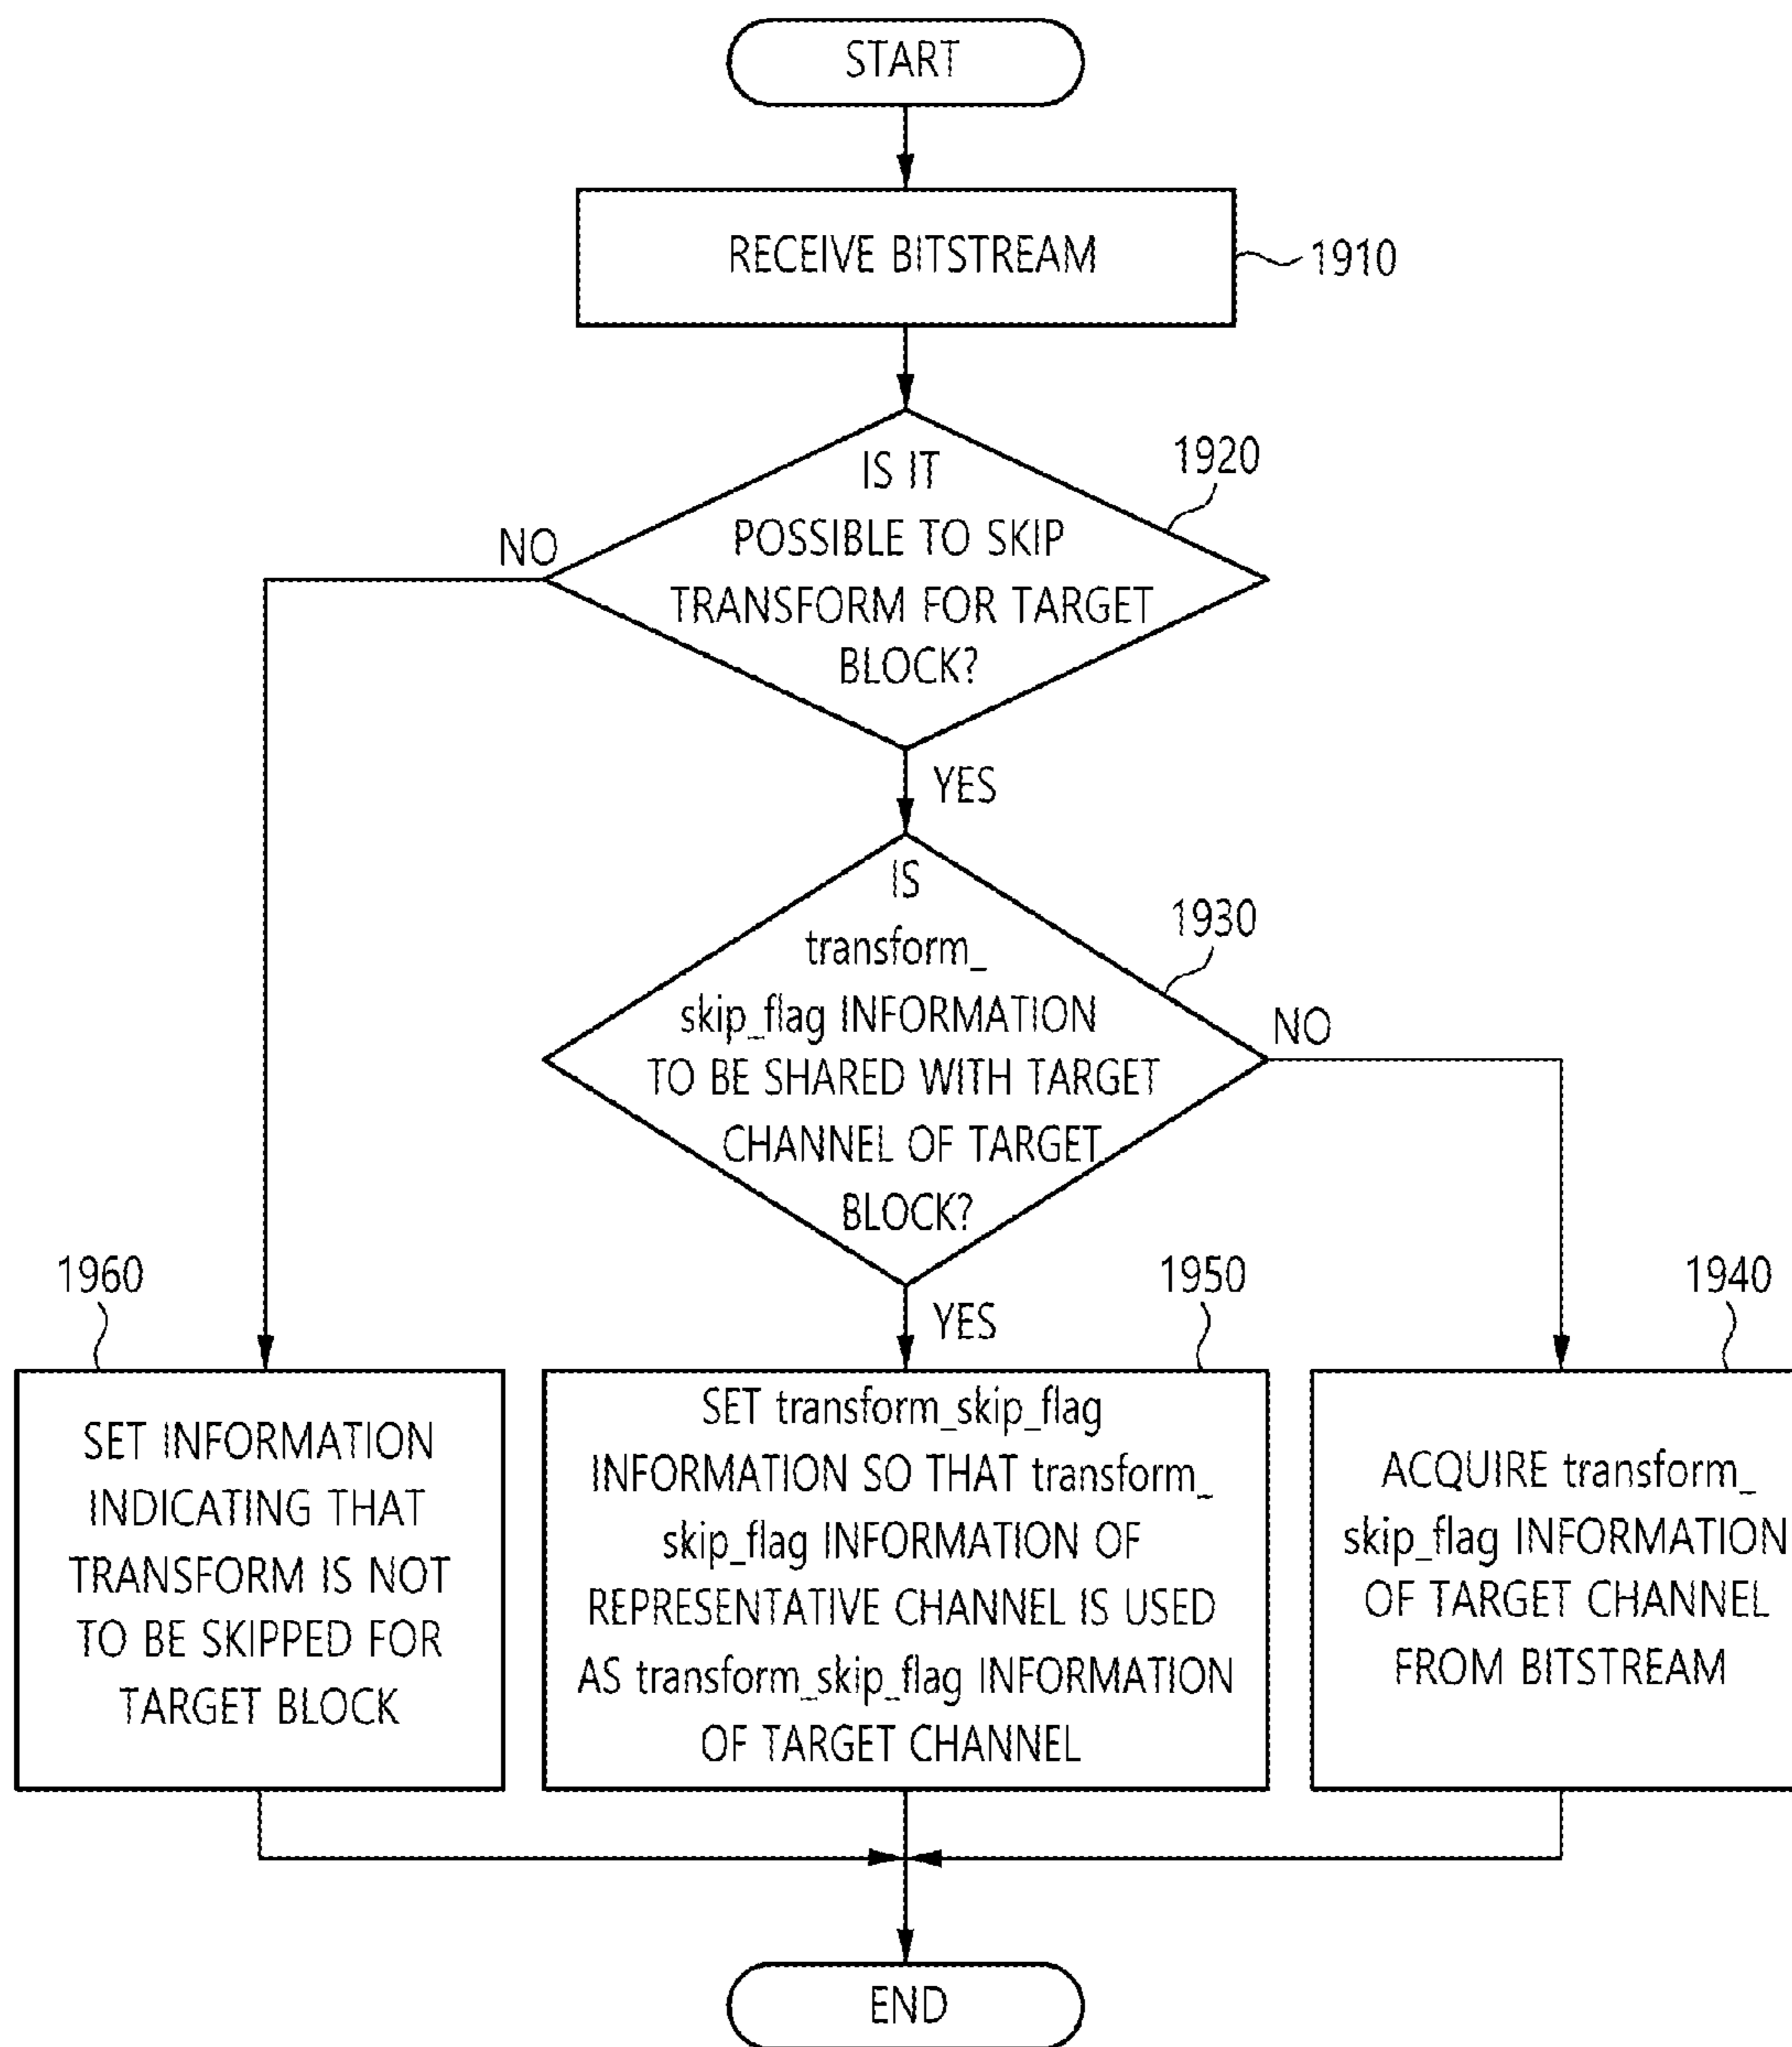 START
RECEIVE BITSTREAM
1910
IS IT
POSSIBLE TO SKIP
TRANSFORM FOR TARGET
BLOCK?
1920
NO
YES
IS
transform_
skip_flag INFORMATION
TO BE SHARED WITH TARGET
CHANNEL OF TARGET
BLOCK?
1930
NO
YES
1960
SET INFORMATION
INDICATING THAT
TRANSFORM IS NOT
TO BE SKIPPED FOR
TARGET BLOCK
1950
SET transform_skip_flag
INFORMATION SO THAT transform_
skip_flag INFORMATION OF
REPRESENTATIVE CHANNEL IS USED
AS transform_skip_flag INFORMATION
OF TARGET CHANNEL
1940
ACQUIRE transform_
skip_flag INFORMATION
OF TARGET CHANNEL
FROM BITSTREAM
END